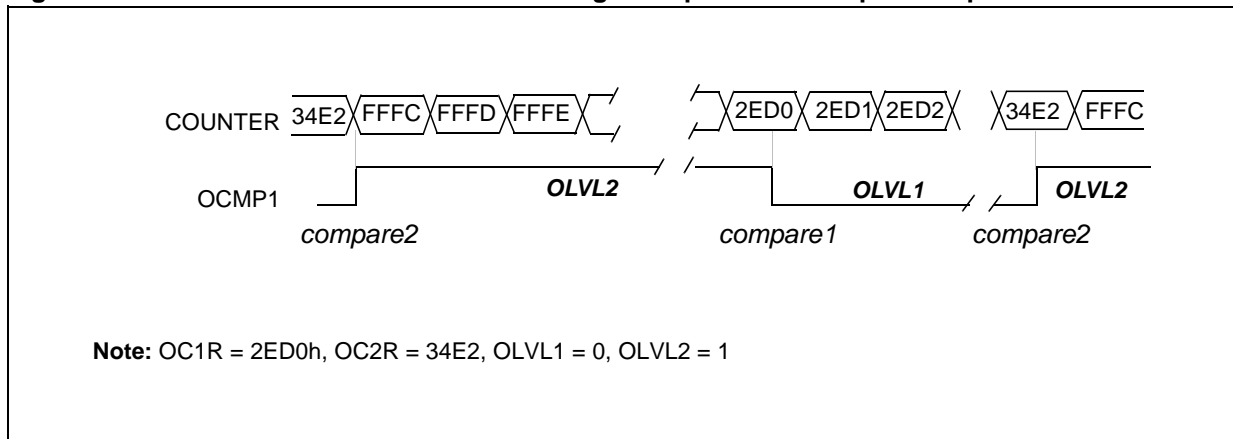 COUNTER 34E2 FFFC FFFD FFFE 2ED0 2ED1 2ED2 34E2 FFFC
OCMP1 OLVL2 OLVL1 OLVL2
compare2 compare1 compare2
Note: OC1R = 2ED0h, OC2R = 34E2, OLVL1 = 0, OLVL2 = 1